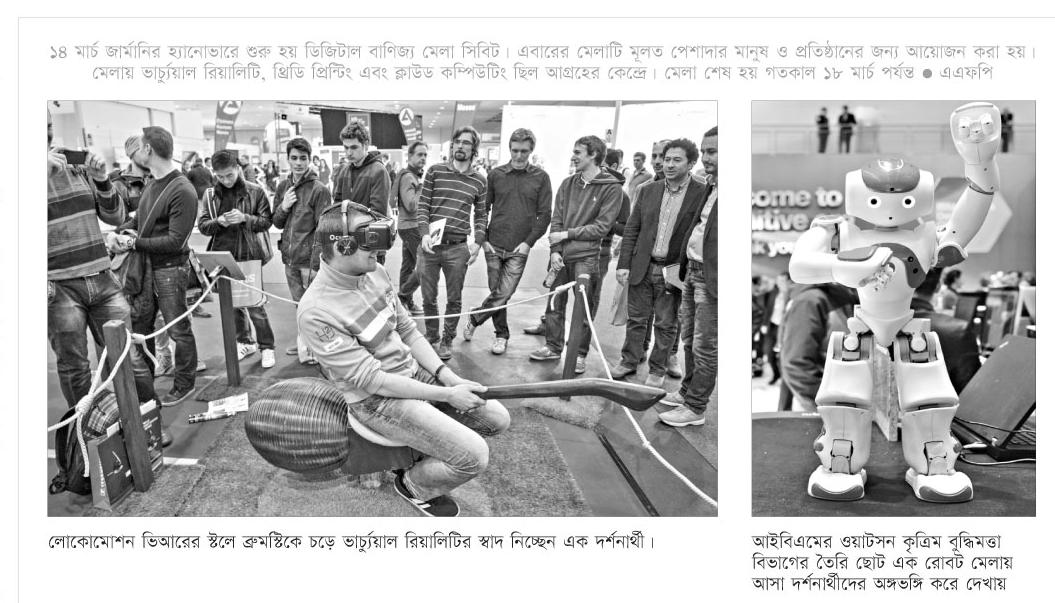 ১৪ মার্চ জার্মানির হ্যানোভারে শুরু হয় ডিজিটাল বাণিজ্য মেলা সিবিট। এবারের মেলাটি মূলত পেশাদার মানুষ ও প্রতিষ্ঠানের জন্য আয়োজন করা হয়।
মেলায় ভার্চ্যুয়াল রিয়ালিটি, থ্রিডি প্রিন্টিং এবং ক্লাউড কম্পিউটিং ছিল আগ্রহের কেন্দ্রে। মেলা শেষ হয় গতকাল ১৮ মার্চ পর্যন্ত ● এএফপি
লোকোমোশন ভিআরের স্টলে ব্রুমস্টিকে চড়ে ভার্চ্যুয়াল রিয়ালিটির স্বাদ নিচ্ছেন এক দর্শনার্থী।
আইবিএমের ওয়াটসন কৃত্রিম বুদ্ধিমত্তা
বিভাগের তৈরি ছোট এক রোবট মেলায়
আসা দর্শনার্থীদের অঙ্গভঙ্গি করে দেখায়